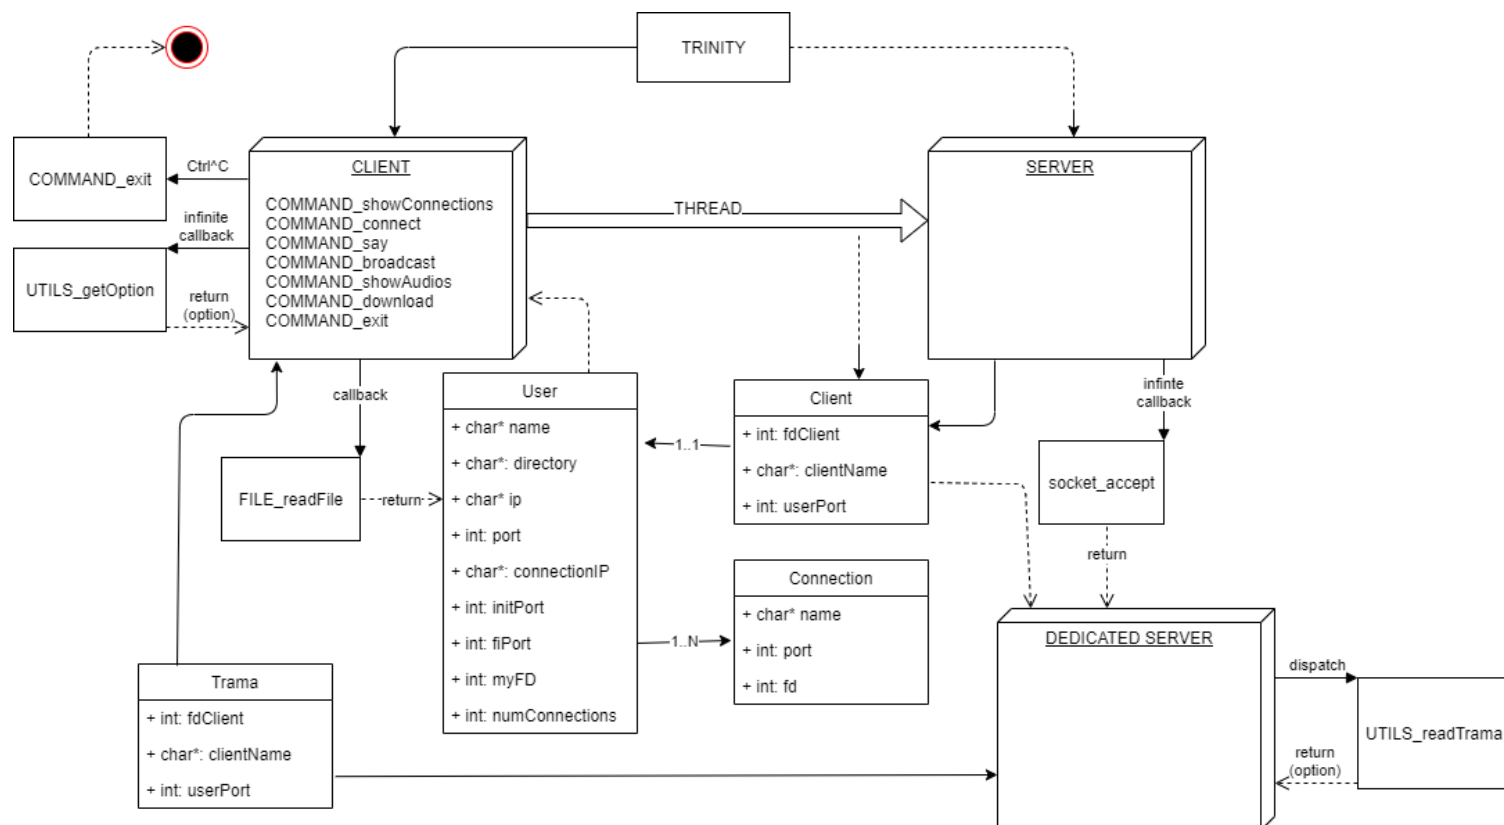 TRINITY
COMMAND_exit
Ctrl^C
CLIENT
COMMAND_showConnections
COMMAND_connect
COMMAND_say
COMMAND_broadcast
COMMAND_showAudios
COMMAND_download
COMMAND_exit
THREAD
SERVER
infinite
callback
UTILS_getOption
return
(option)
callback
FILE_readFile
return
User
+ char* name
+ char*: directory
+ char* ip
+ int: port
+ char*: connectionIP
+ int: initPort
+ int: fiPort
+ int: myFD
+ int: numConnections
1..1
Client
+ int: fdClient
+ char*: clientName
+ int: userPort
infinte
callback
socket_accept
return
1..N
Connection
+ char* name
+ int: port
+ int: fd
Trama
+ int: fdClient
+ char*: clientName
+ int: userPort
DEDICATED SERVER
dispatch
UTILS_readTrama
return
(option)